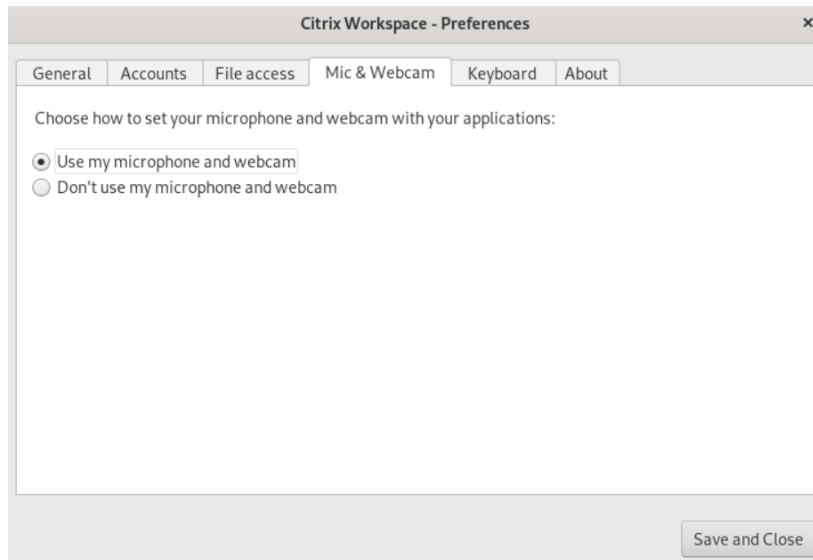 Citrix Workspace - Preferences ×
General Accounts File access Mic & Webcam Keyboard About
Choose how to set your microphone and webcam with your applications:
Use my microphone and webcam
Don't use my microphone and webcam
Save and Close